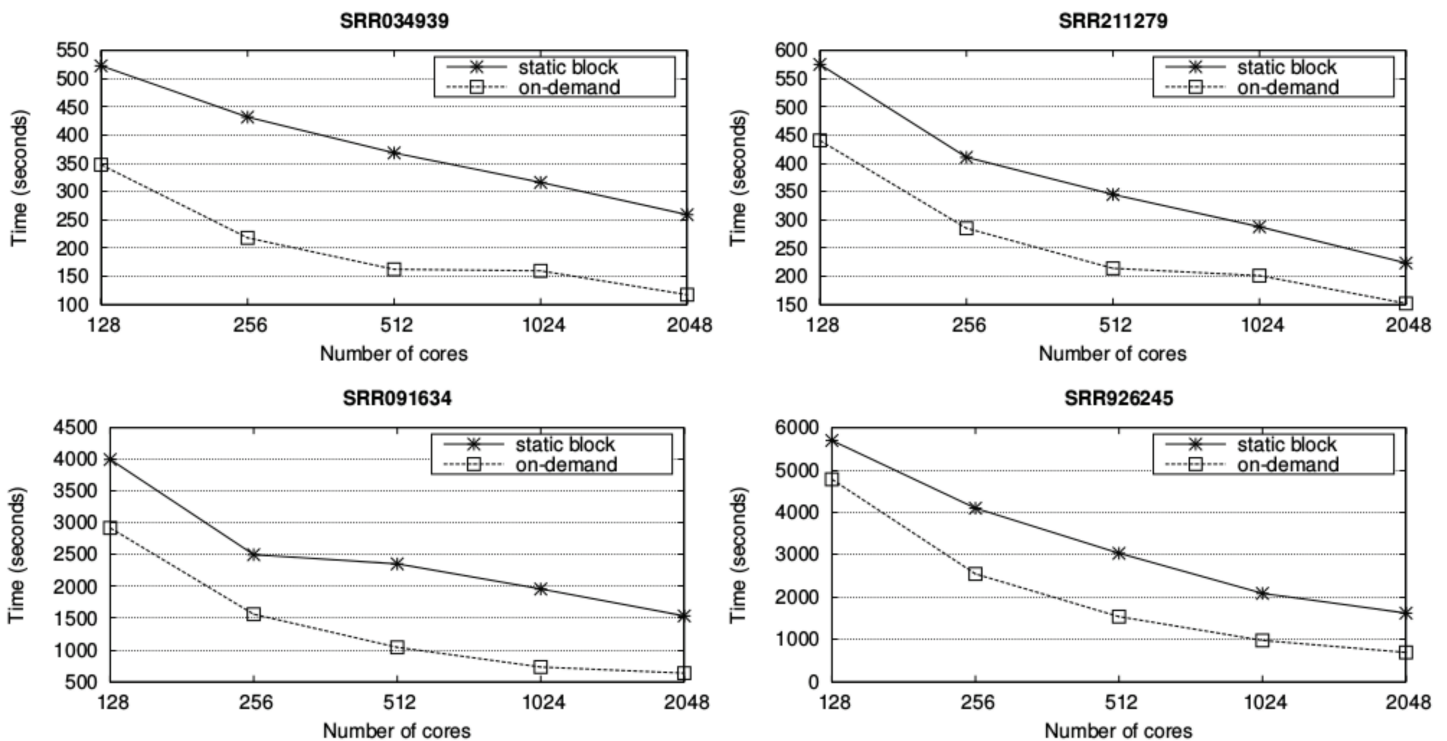 SRR034939
550
500
450
400
350
300
250
200
150
100
Time (seconds)
static block
on-demand
128 256 512 1024 2048
Number of cores
SRR211279
600
550
500
450
400
350
300
250
200
150
Time (seconds)
static block
on-demand
128 256 512 1024 2048
Number of cores
SRR091634
4500
4000
3500
3000
2500
2000
1500
1000
500
Time (seconds)
static block
on-demand
128 256 512 1024 2048
Number of cores
SRR926245
6000
5000
4000
3000
2000
1000
0
Time (seconds)
static block
on-demand
128 256 512 1024 2048
Number of cores